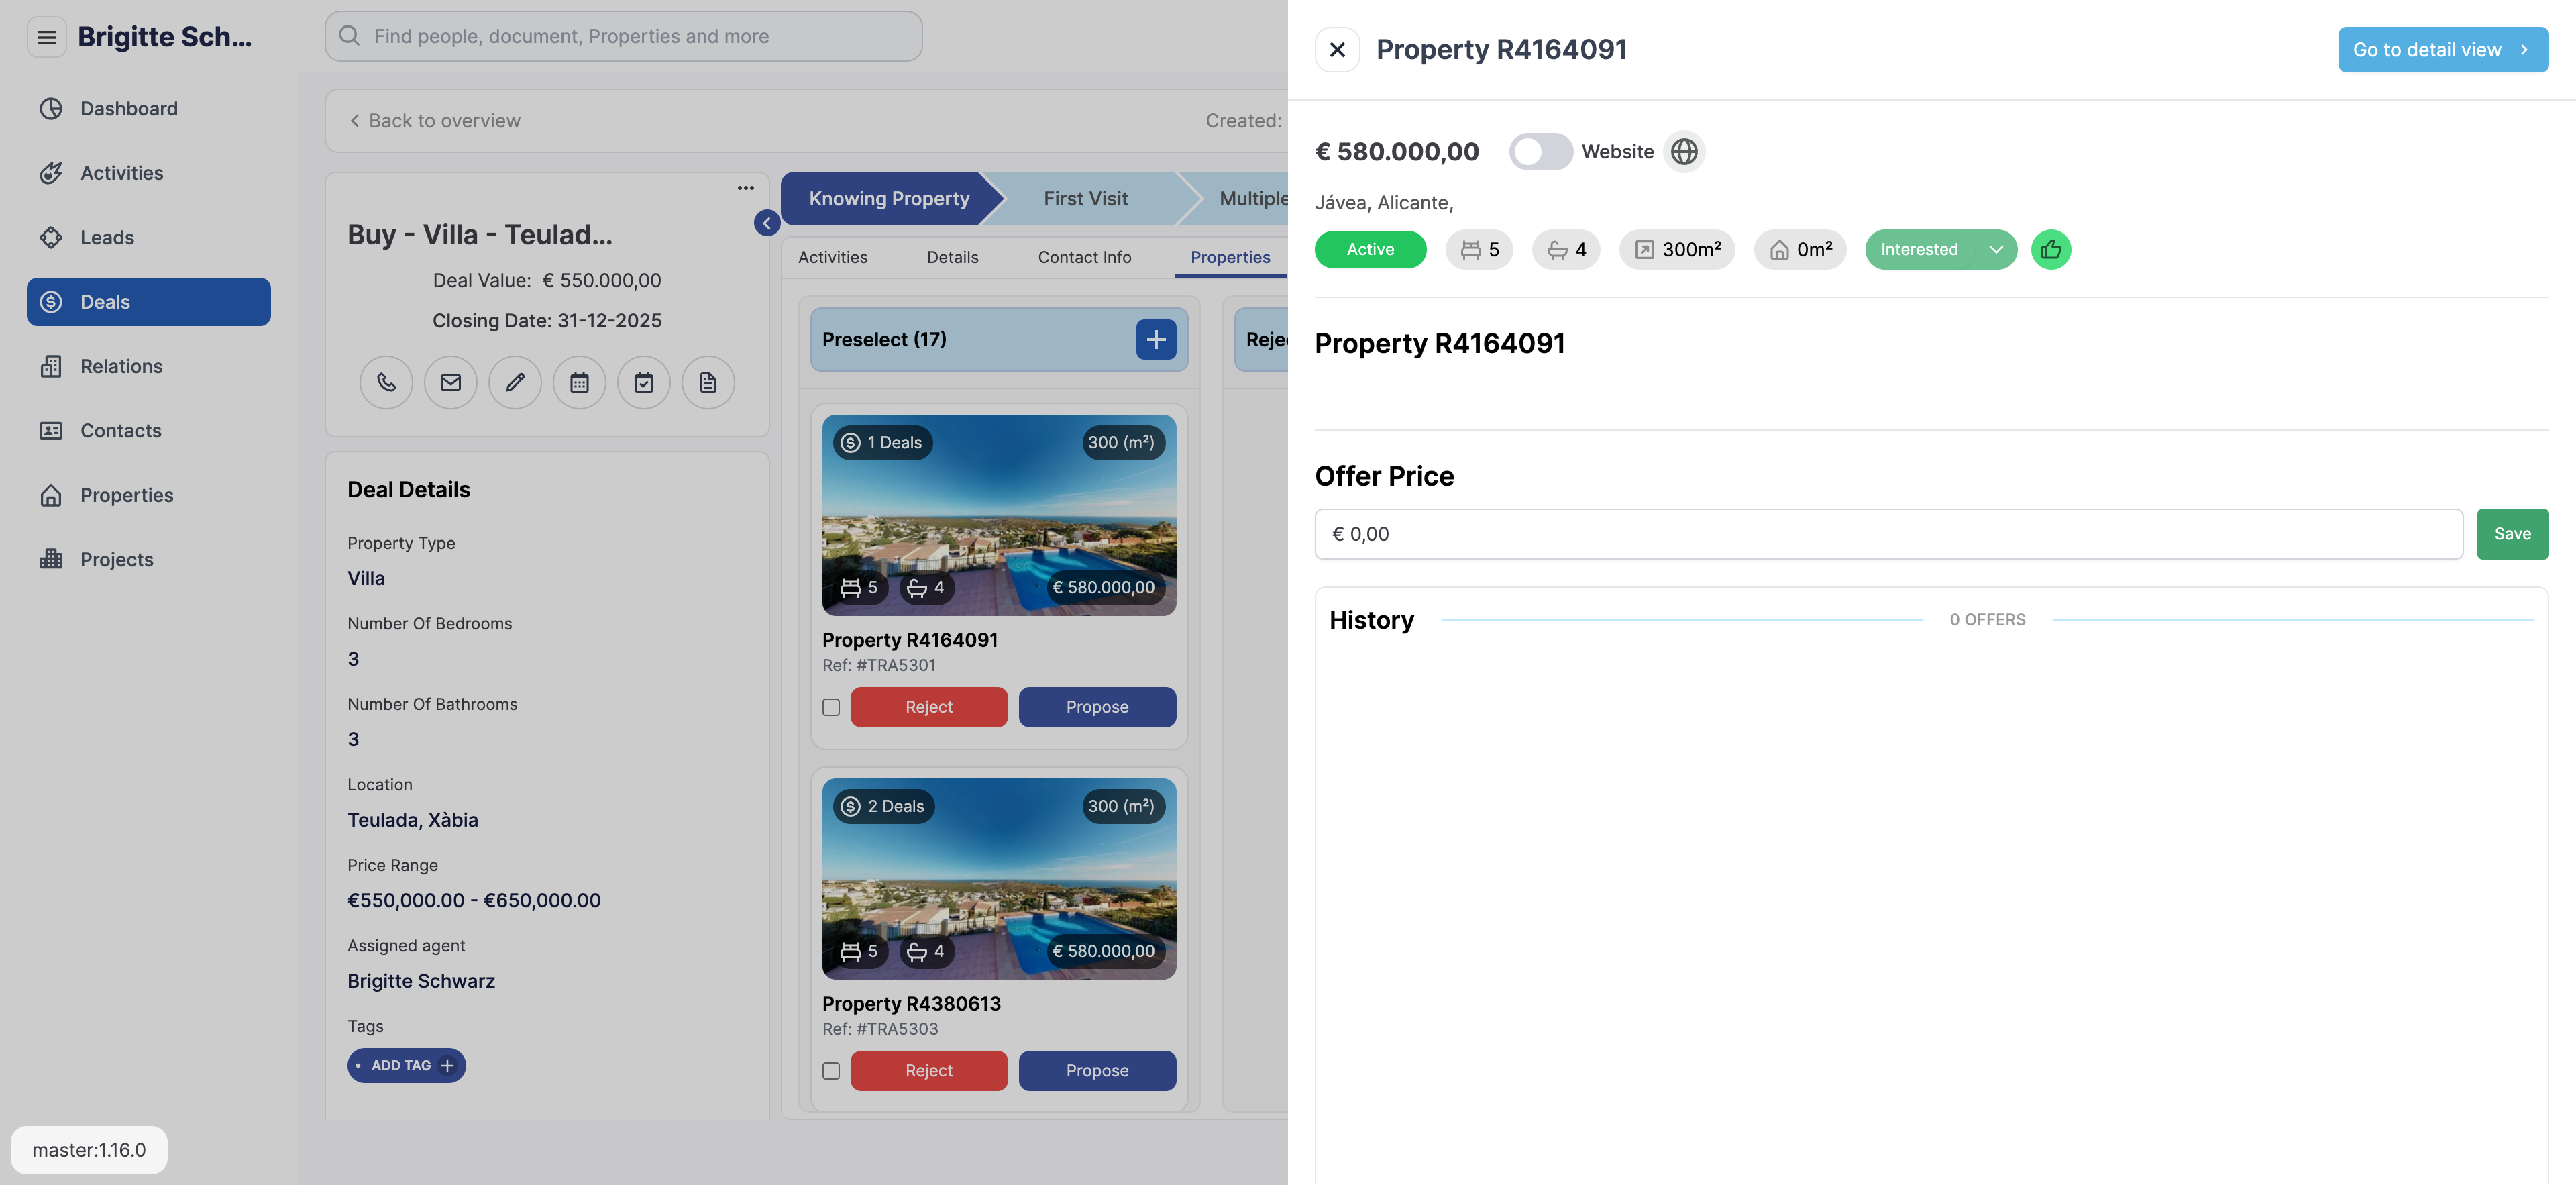 Brigitte Sch...
Dashboard
Activities
Leads
Deals
Relations
Contacts
Properties
Projects
master:1.16.0
Find people, document, Properties and more
Back to overview
Created:
Buy - Villa - Teulad...
Deal Value: € 550.000,00
Closing Date: 31-12-2025
Deal Details
Property Type
Villa
Number Of Bedrooms
3
Number Of Bathrooms
3
Location
Teulada, Xàbia
Price Range
€550,000.00 - €650,000.00
Assigned agent
Brigitte Schwarz
Tags
• ADD TAG
Knowing Property
First Visit
Multiple
Activities
Details
Contact Info
Properties
Preselect (17)
1 Deals
300 (m²)
5
4
€ 580.000,00
Property R4164091
Ref: #TRA5301
Reject
Propose
2 Deals
300 (m²)
5
4
€ 580.000,00
Property R4380613
Ref: #TRA5303
Reject
Propose
Property R4164091
Go to detail view
€ 580.000,00
Website
Jávea, Alicante,
Active
5
4
300m²
0m²
Interested
Property R4164091
Offer Price
€ 0,00
Save
History
0 OFFERS